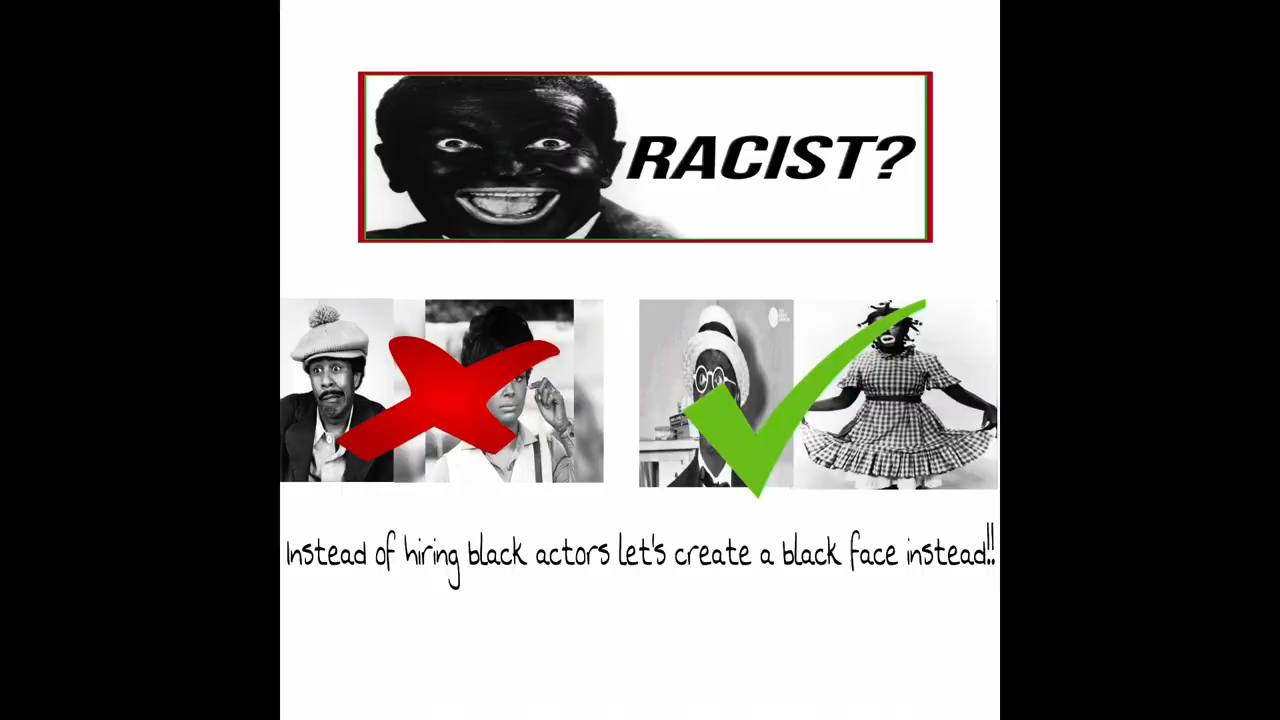 RACIST?
Instead of hiring black actors let's create a black face instead!!